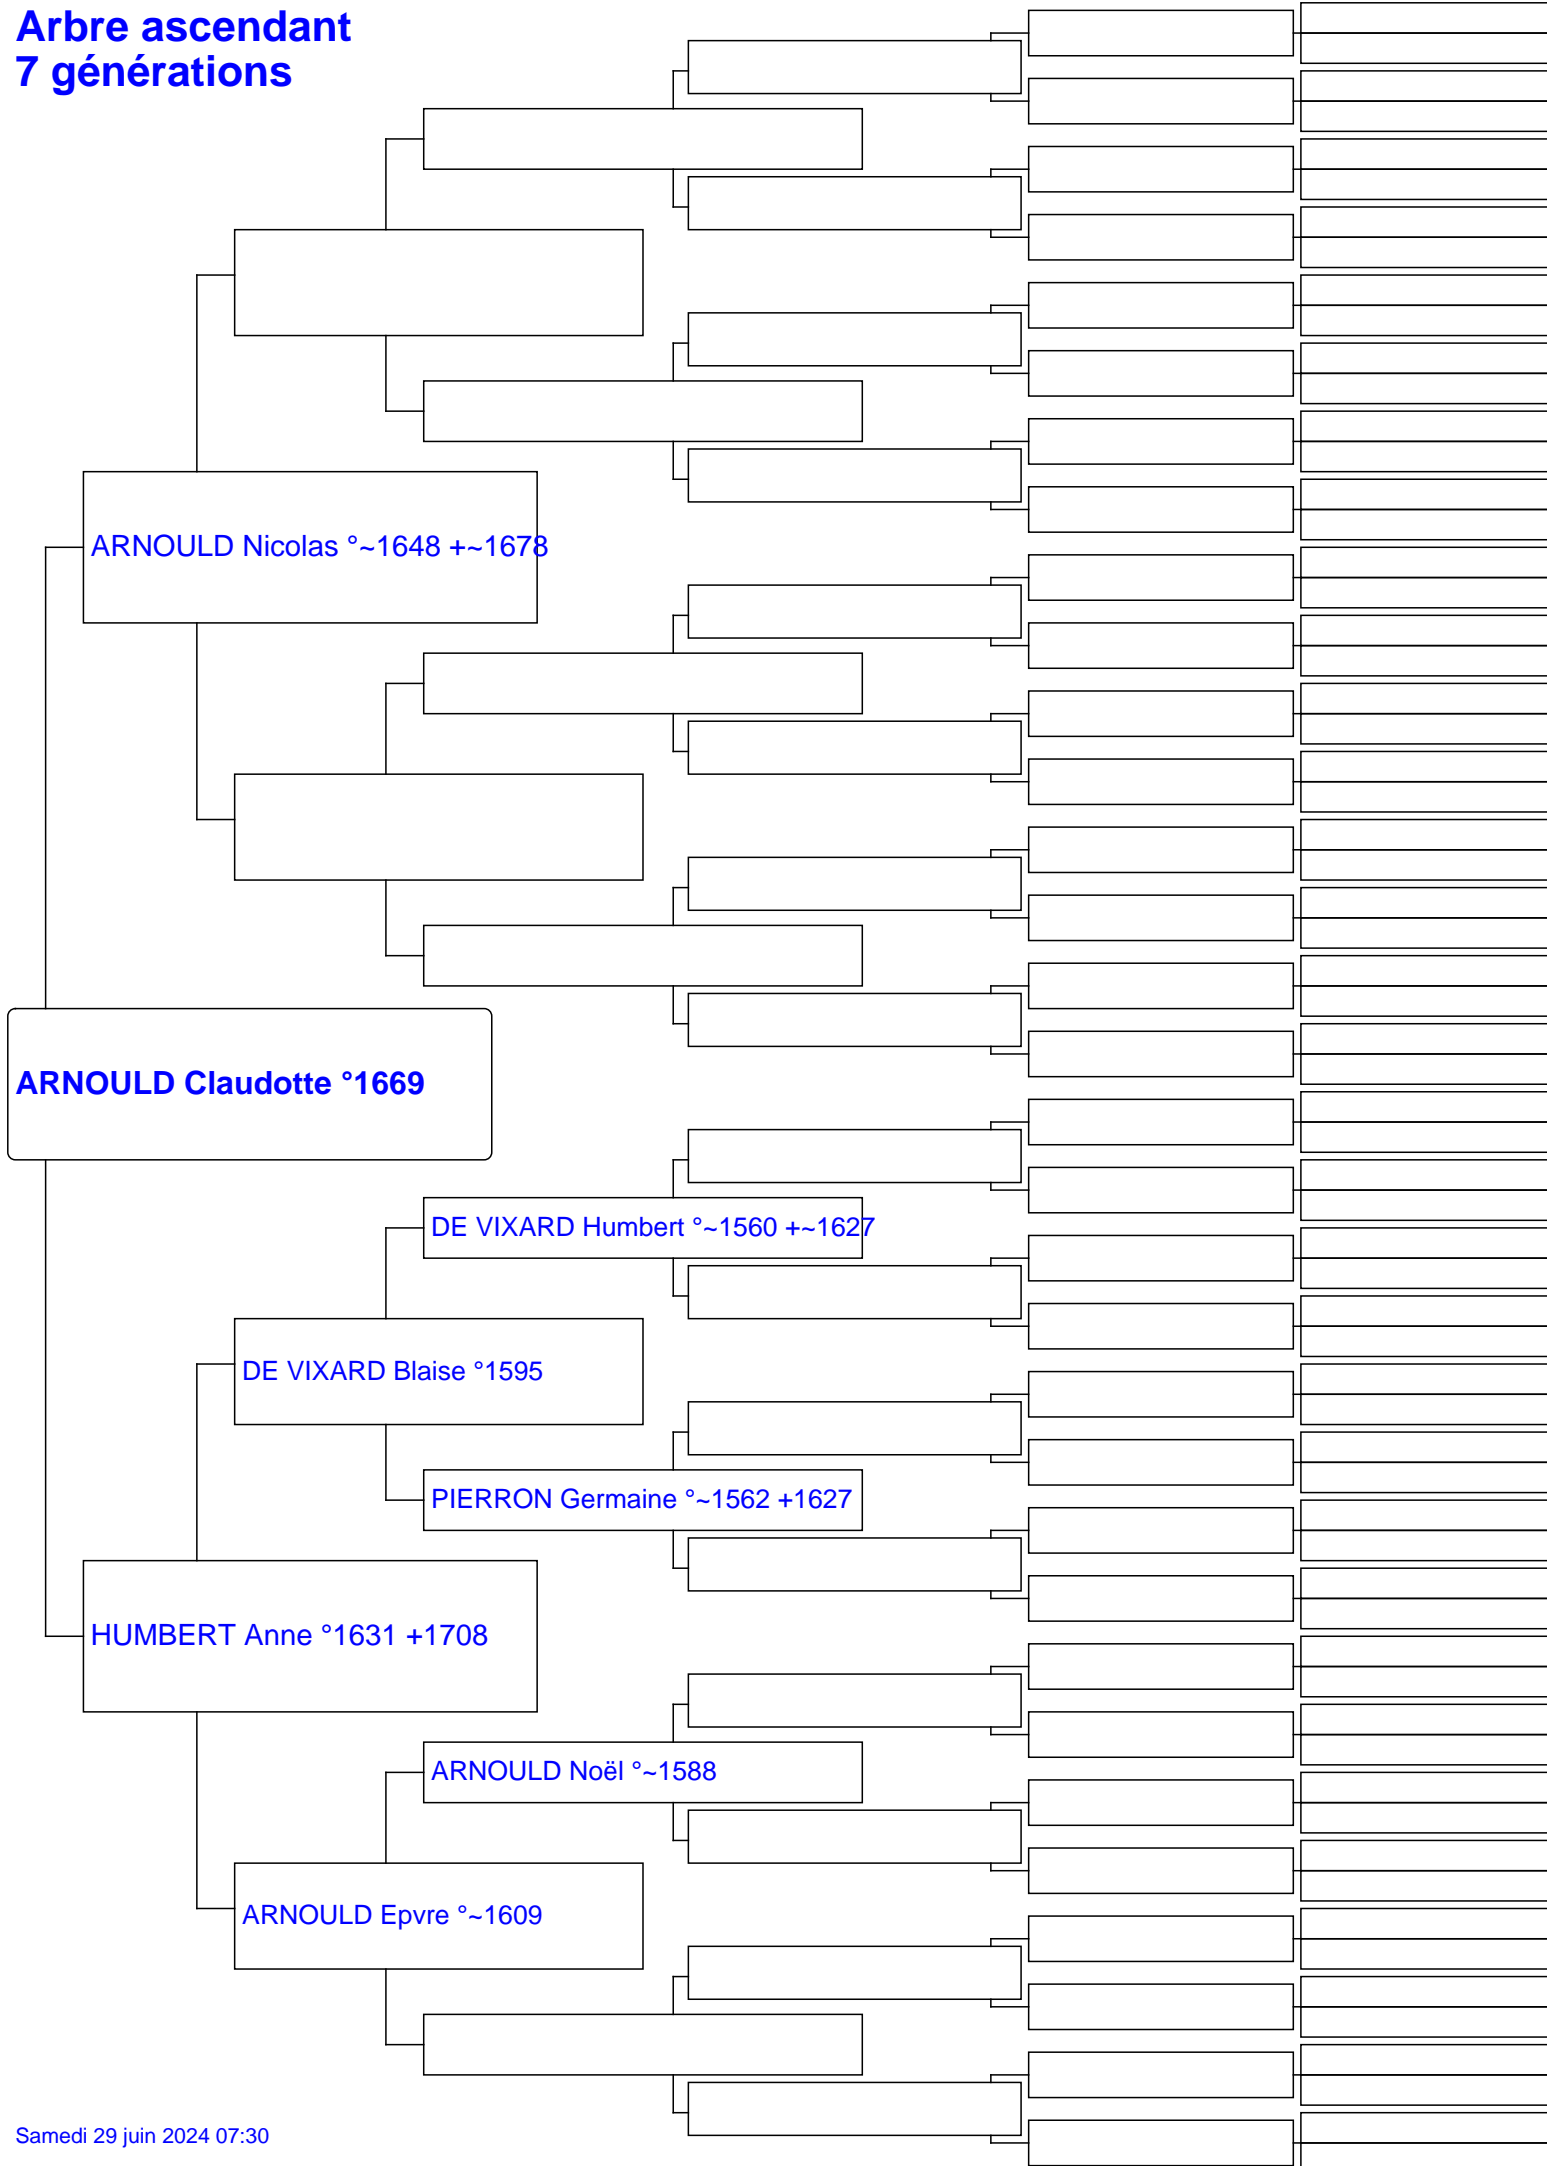 Arbre ascendant
7 générations
ARNOULD Nicolas °~1648 +~1678
ARNOULD Claudotte °1669
DE VIXARD Humbert °~1560 +~1627
DE VIXARD Blaise °1595
PIERRON Germaine °~1562 +1627
HUMBERT Anne °1631 +1708
ARNOULD Noël °~1588
ARNOULD Epvre °~1609
Samedi 29 juin 2024 07:30